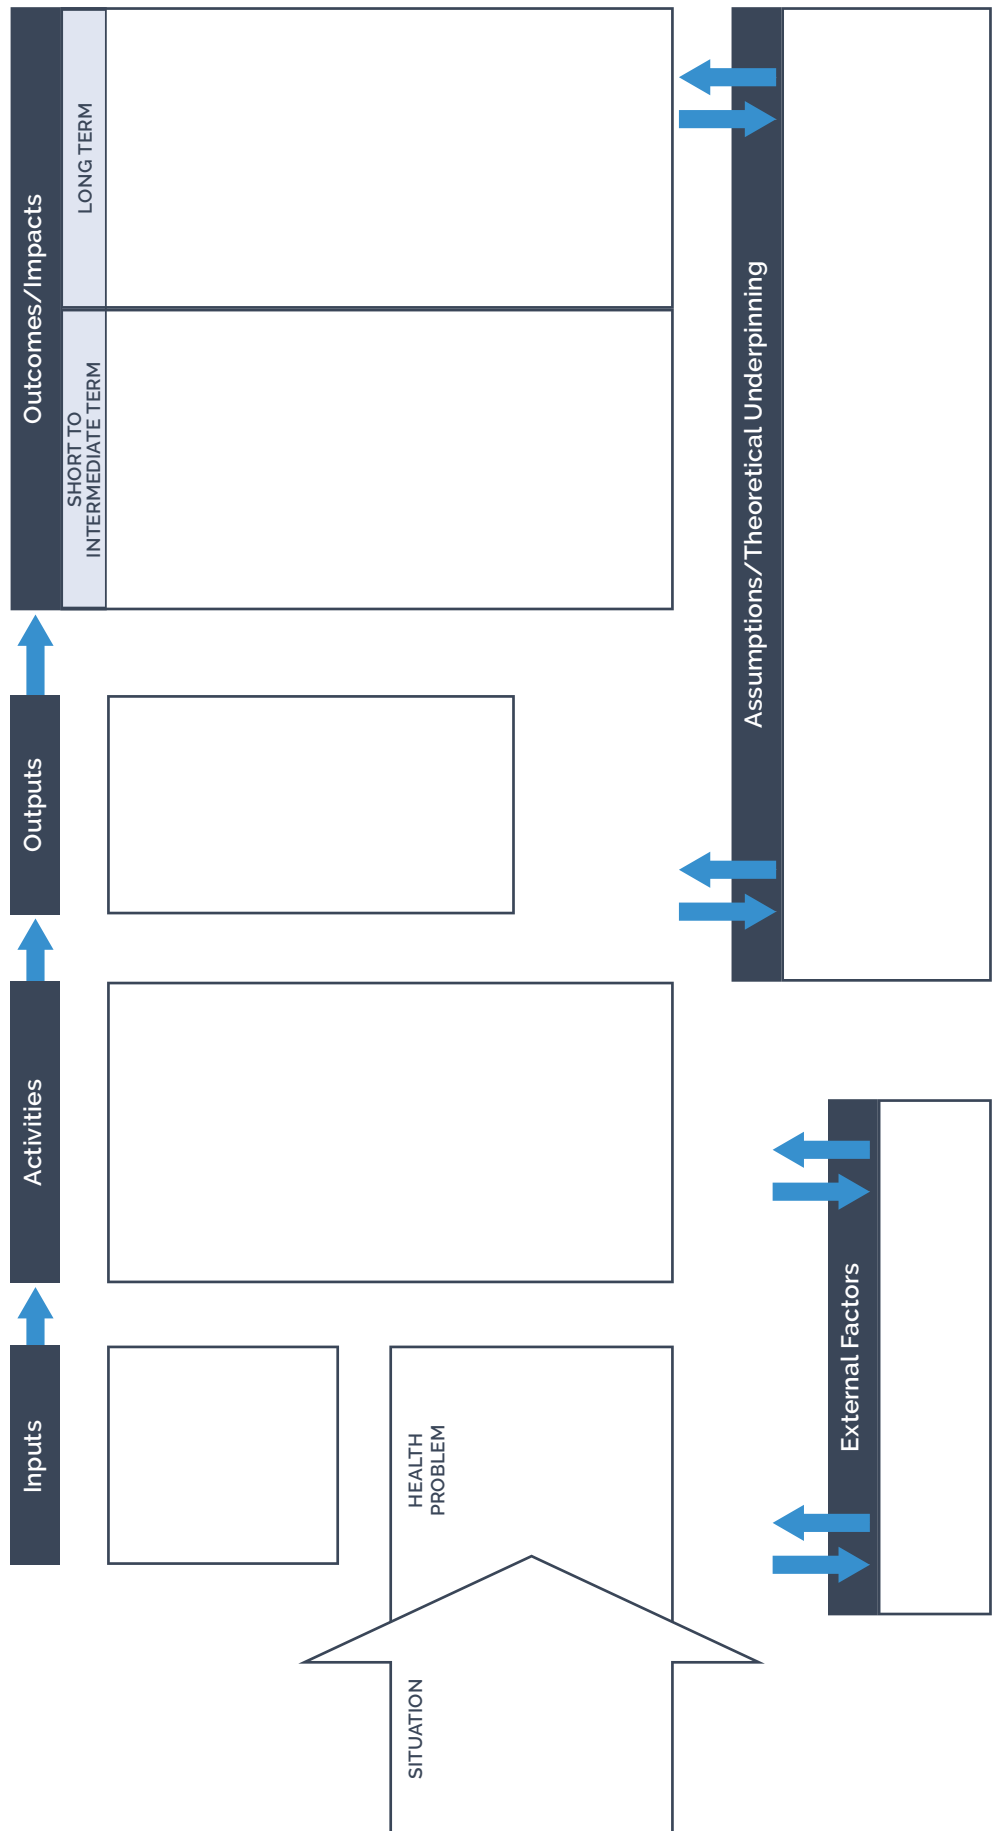 Inputs
Activities
Outputs
Outcomes/Impacts
SHORT TO
INTERMEDIATE TERM
LONG TERM
SITUATION
HEALTH
PROBLEM
External Factors
Assumptions/Theoretical Underpinning